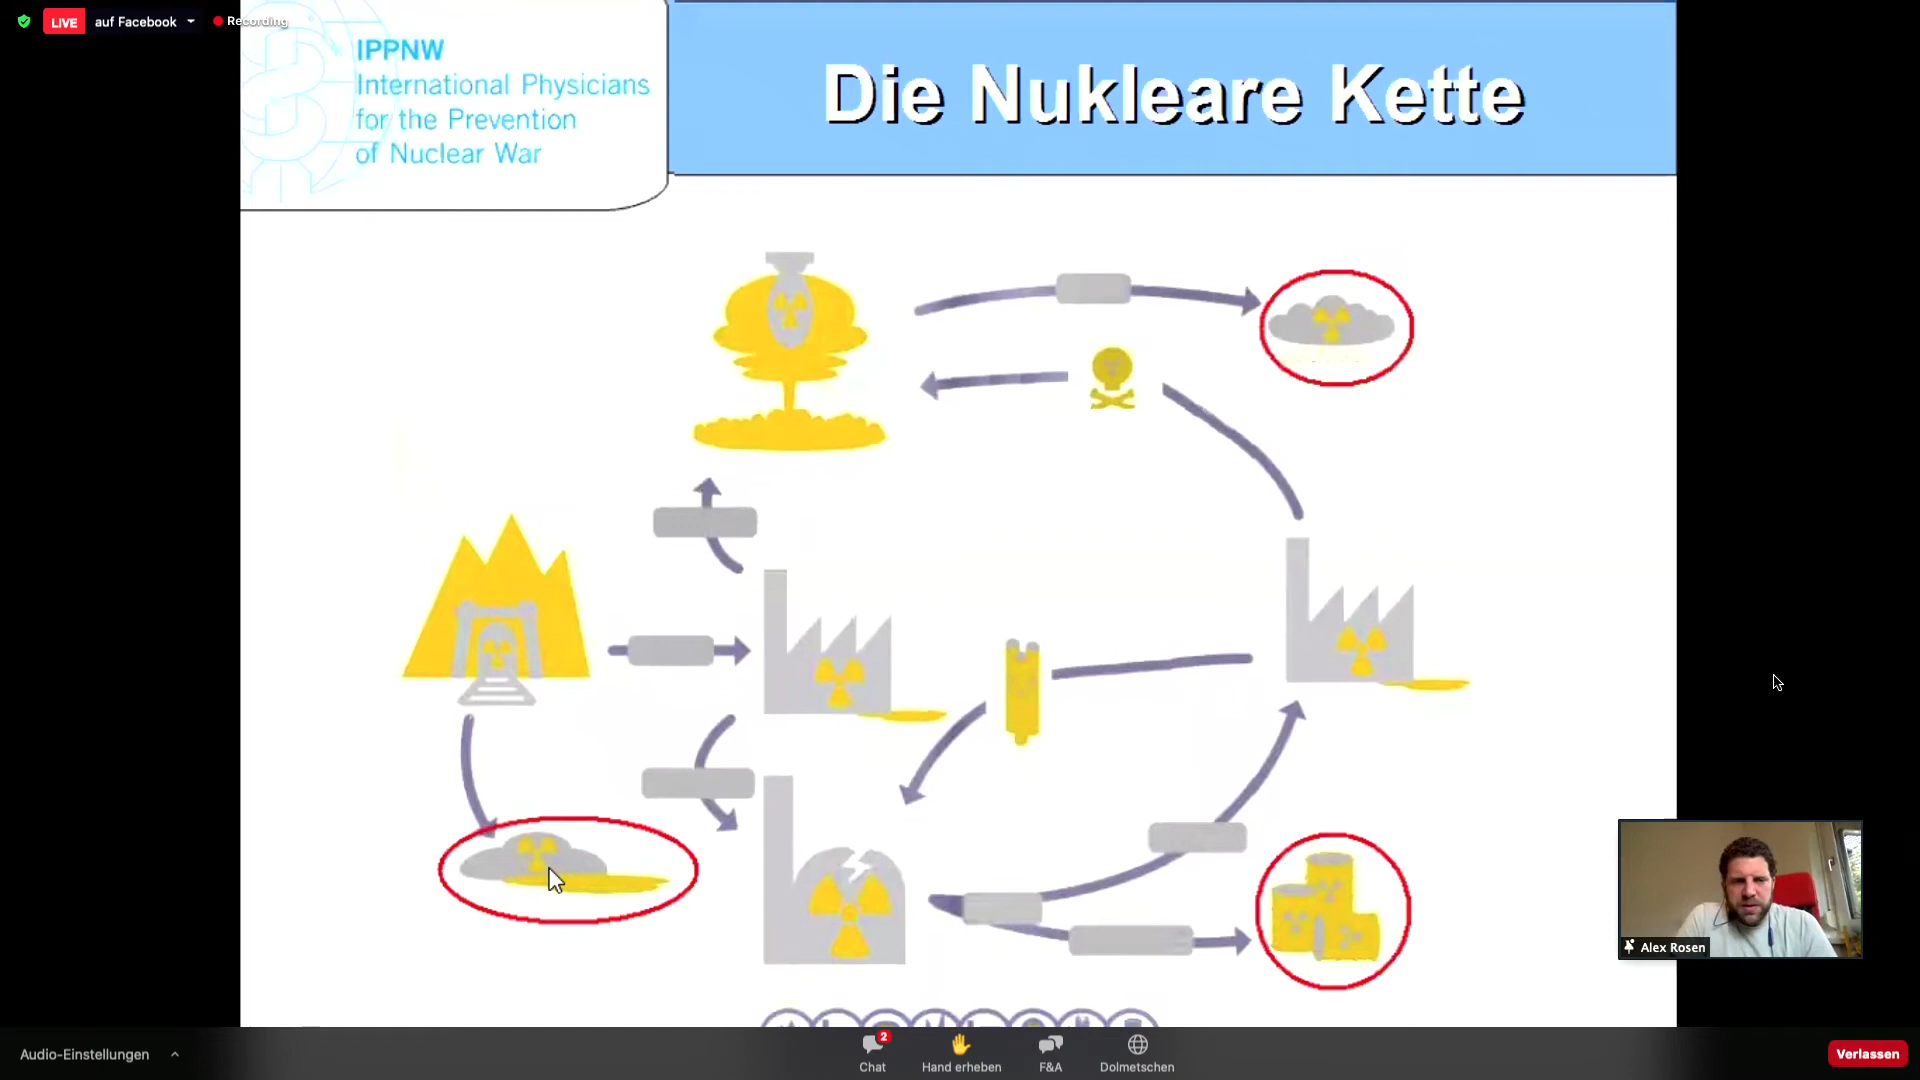 LIVE auf Facebook Recording
IPPNW
International Physicians
for the Prevention
of Nuclear War
Die Nukleare Kette
Alex Rosen
Audio-Einstellungen
2
Chat
Hand erheben
F&A
Dolmetschen
Verlassen